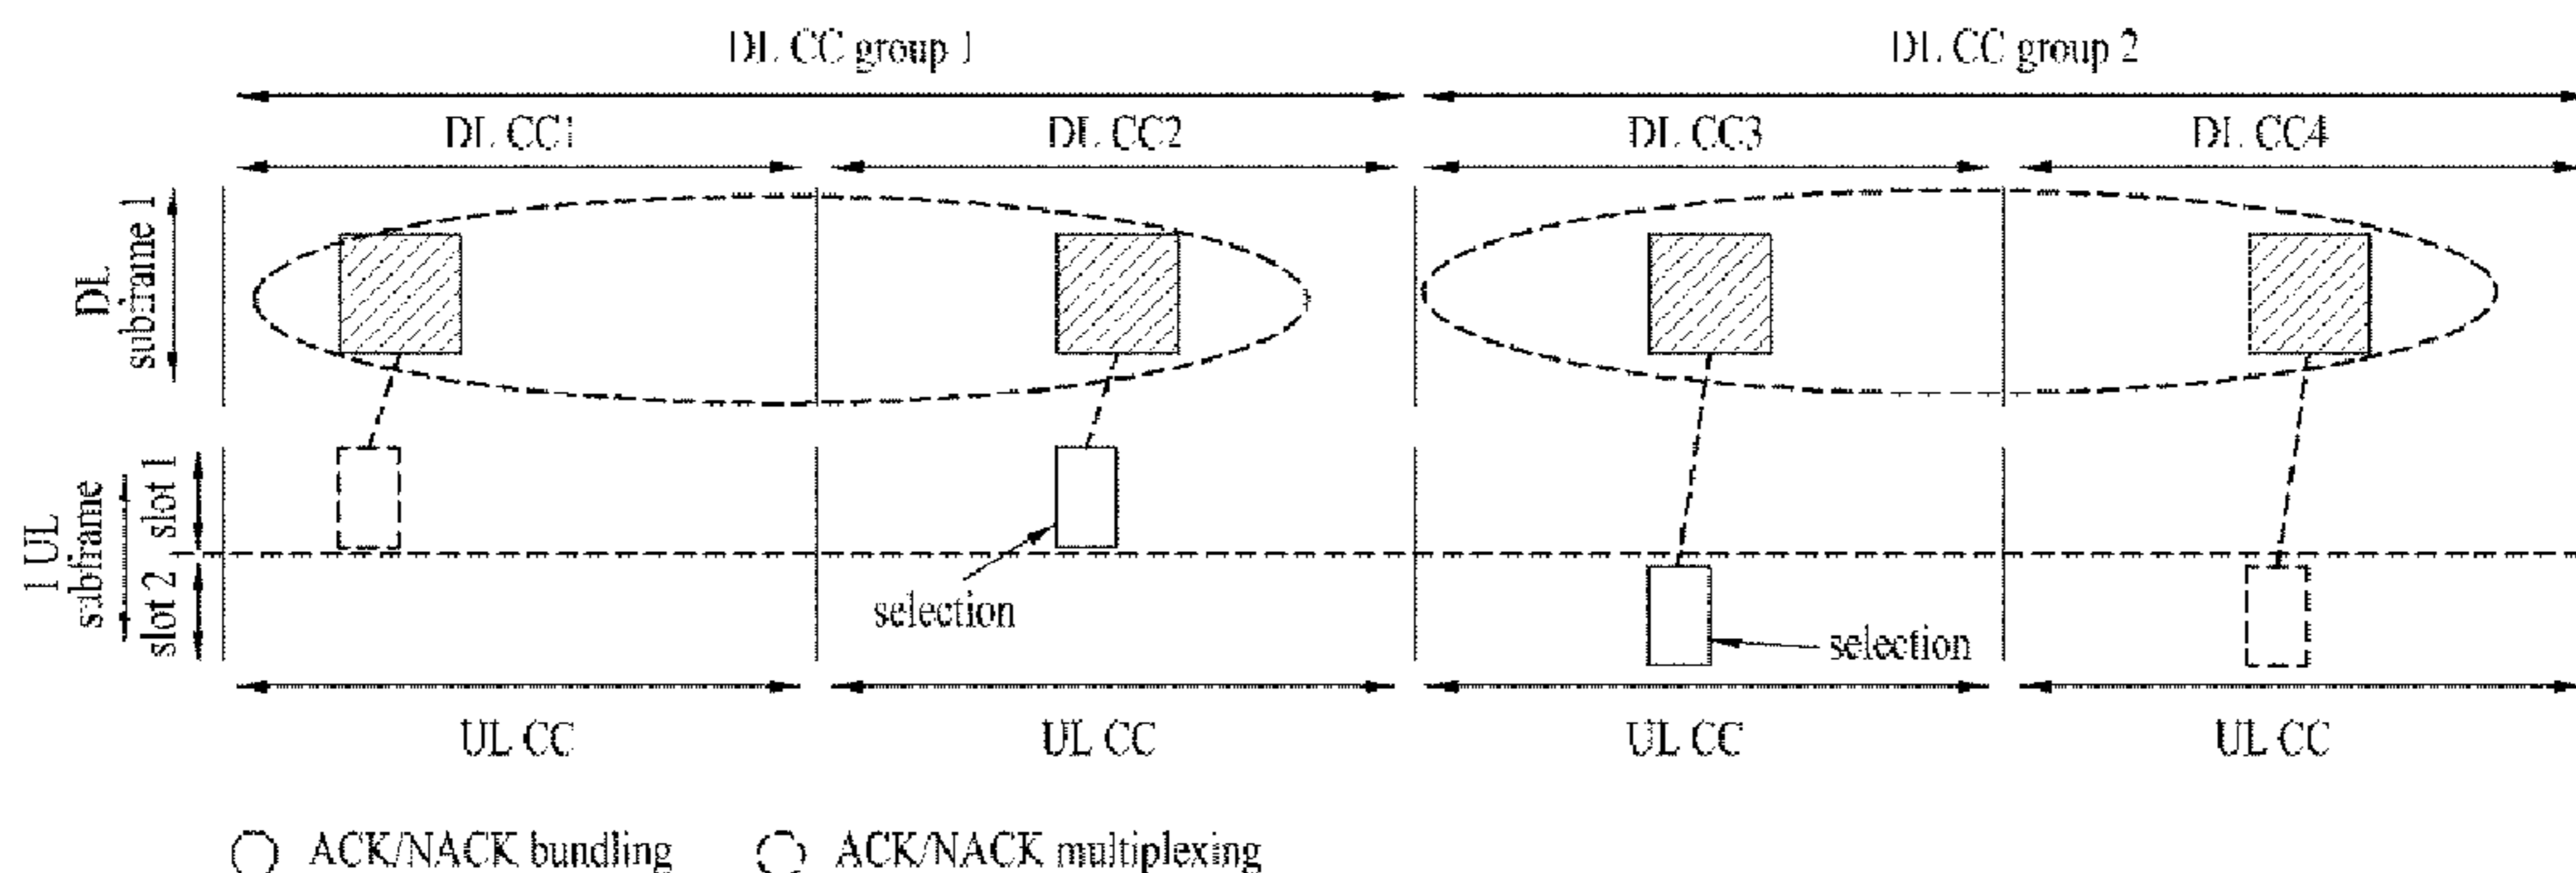 DL CC group 1
DL CC group 2
DL CC1
DL CC2
DL CC3
DL CC4
DL
subframe 1
1 UL
subframe
slot 1
slot 2
selection
selection
UL CC
UL CC
UL CC
UL CC
ACK/NACK bundling
ACK/NACK multiplexing